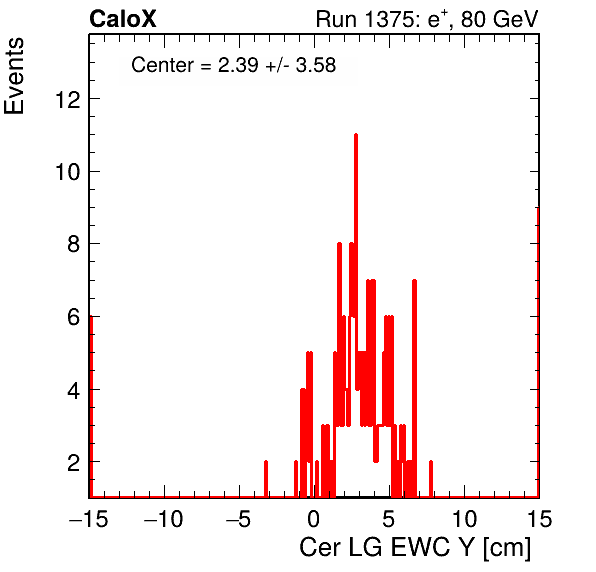 CaloX Run 1375: e⁺, 80 GeV
Center = 2.39 +/- 3.58
Events
12
10
8
6
4
2
−15 −10 −5 0 5 10 15
Cer LG EWC Y [cm]